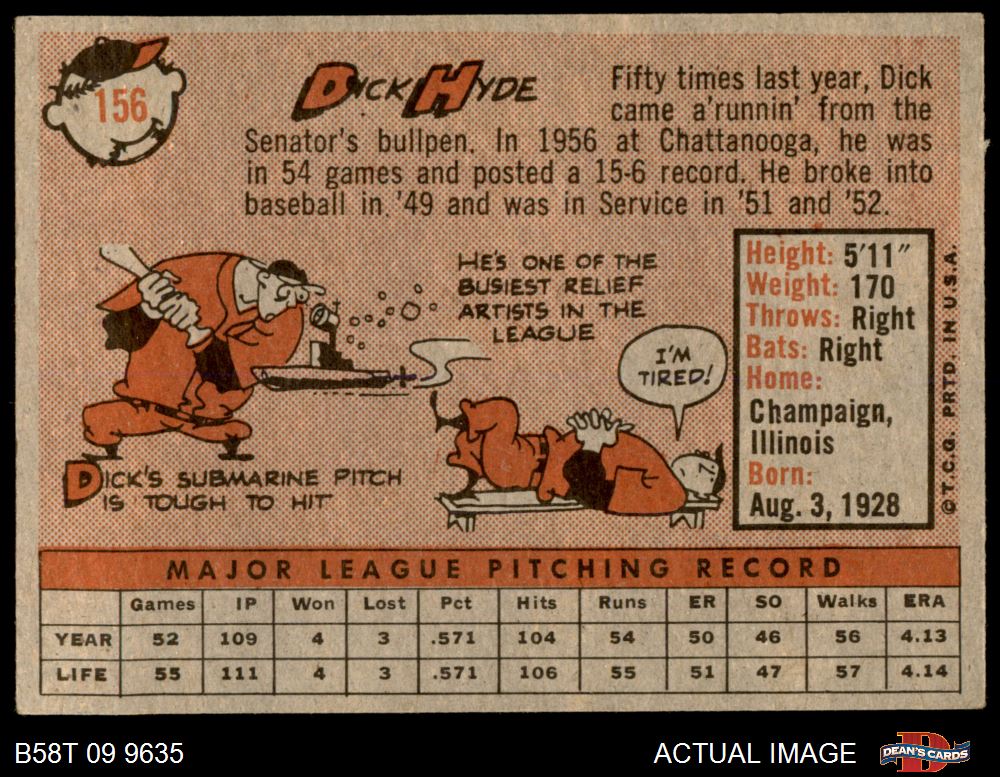 156
DICK HYDE
Fifty times last year, Dick
came a'runnin' from the
Senator's bullpen. In 1956 at Chattanooga, he was
in 54 games and posted a 15-6 record. He broke into
baseball in '49 and was in Service in '51 and '52.
HE'S ONE OF THE
BUSIEST RELIEF
ARTISTS IN THE
LEAGUE
I'M
TIRED!
DICK'S SUBMARINE PITCH
IS TOUGH TO HIT
Height: 5'11"
Weight: 170
Throws: Right
Bats: Right
Home:
Champaign,
Illinois
Born:
Aug. 3, 1928
© T.C.G. PRTD. IN U.S.A.
MAJOR LEAGUE PITCHING RECORD
Games IP Won Lost Pct Hits Runs ER SO Walks ERA
YEAR 52 109 4 3 .571 104 54 50 46 56 4.13
LIFE 55 111 4 3 .571 106 55 51 47 57 4.14
B58T 09 9635
ACTUAL IMAGE
D
DEAN'S CARDS